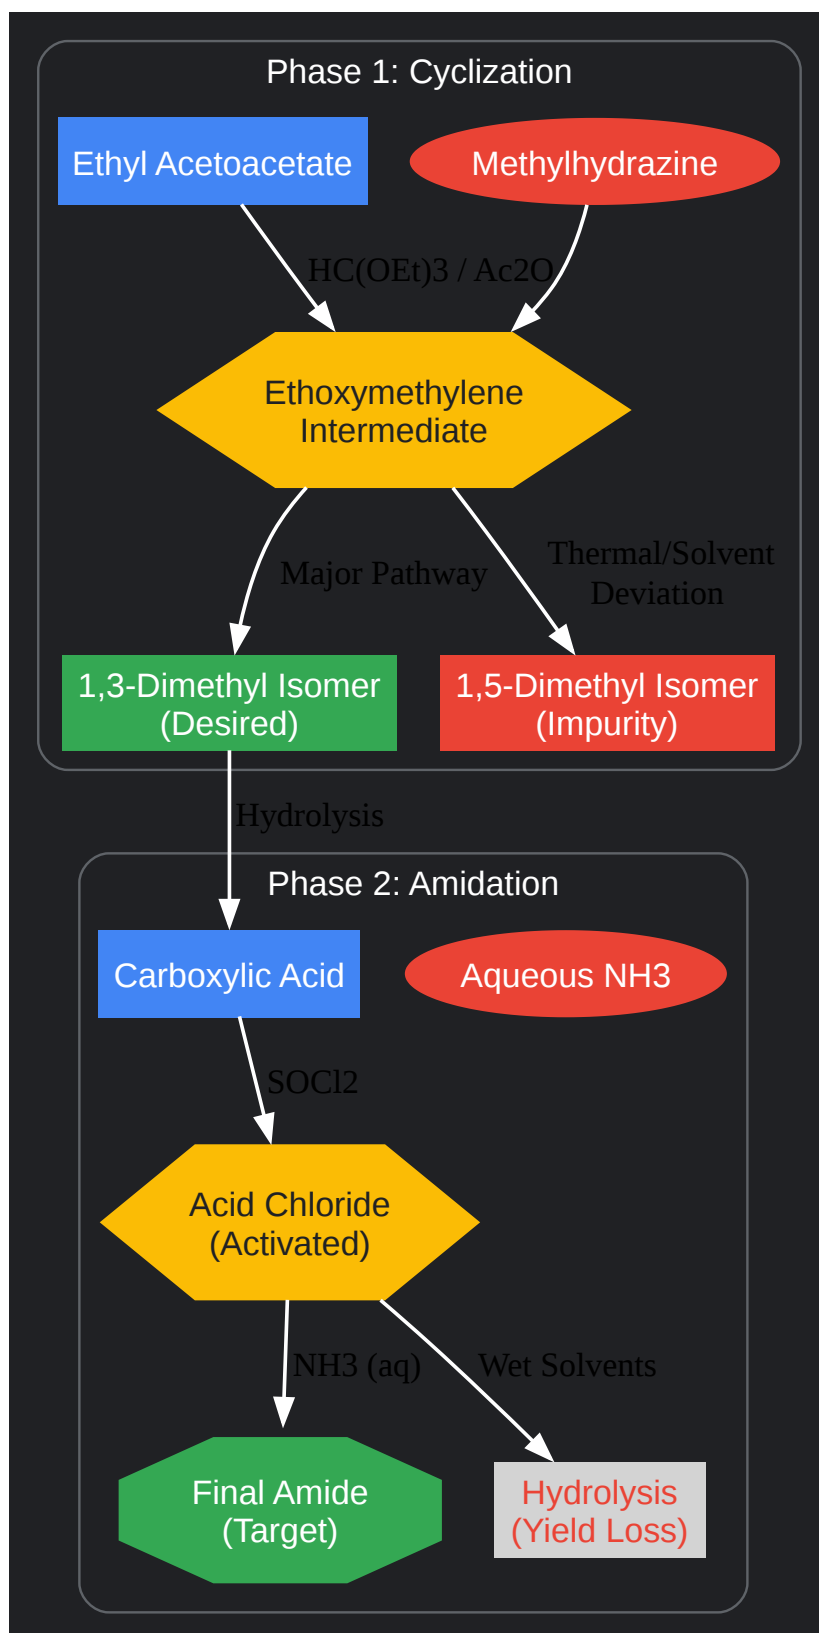 Phase 1: Cyclization
Ethyl Acetoacetate
Methylhydrazine
HC(OEt)3 / Ac2O
Ethoxymethylene
Intermediate
Major Pathway
Thermal/Solvent
Deviation
1,3-Dimethyl Isomer
(Desired)
1,5-Dimethyl Isomer
(Impurity)
Hydrolysis
Phase 2: Amidation
Carboxylic Acid
Aqueous NH3
SOCl2
Acid Chloride
(Activated)
NH3 (aq)
Wet Solvents
Final Amide
(Target)
Hydrolysis
(Yield Loss)